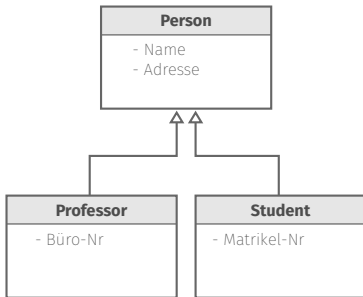 Person
- Name
- Adresse
Professor
- Büro-Nr
Student
- Matrikel-Nr